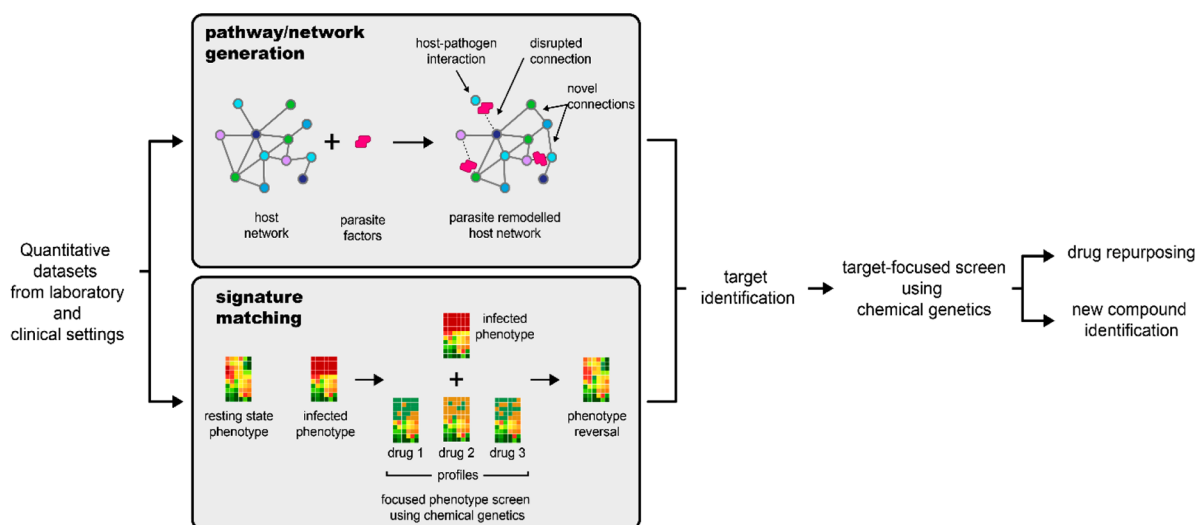 Quantitative
datasets
from laboratory
and
clinical settings
pathway/network
generation
host-pathogen
interaction
disrupted
connection
novel
connections
+
host
network
parasite
factors
parasite remodelled
host network
signature
matching
resting state
phenotype
infected
phenotype
infected
phenotype
+
drug 1
drug 2
drug 3
profiles
focused phenotype screen
using chemical genetics
phenotype
reversal
target
identification
target-focused screen
using
chemical genetics
drug repurposing
new compound
identification